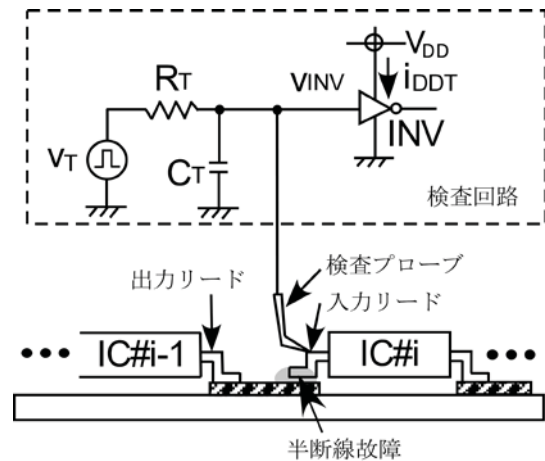 VDD
RT
vINV
iDDT
INV
vT
CT
検査回路
検査プローブ
出力リード
入力リード
••• IC#i-1
IC#i •••
半断線故障